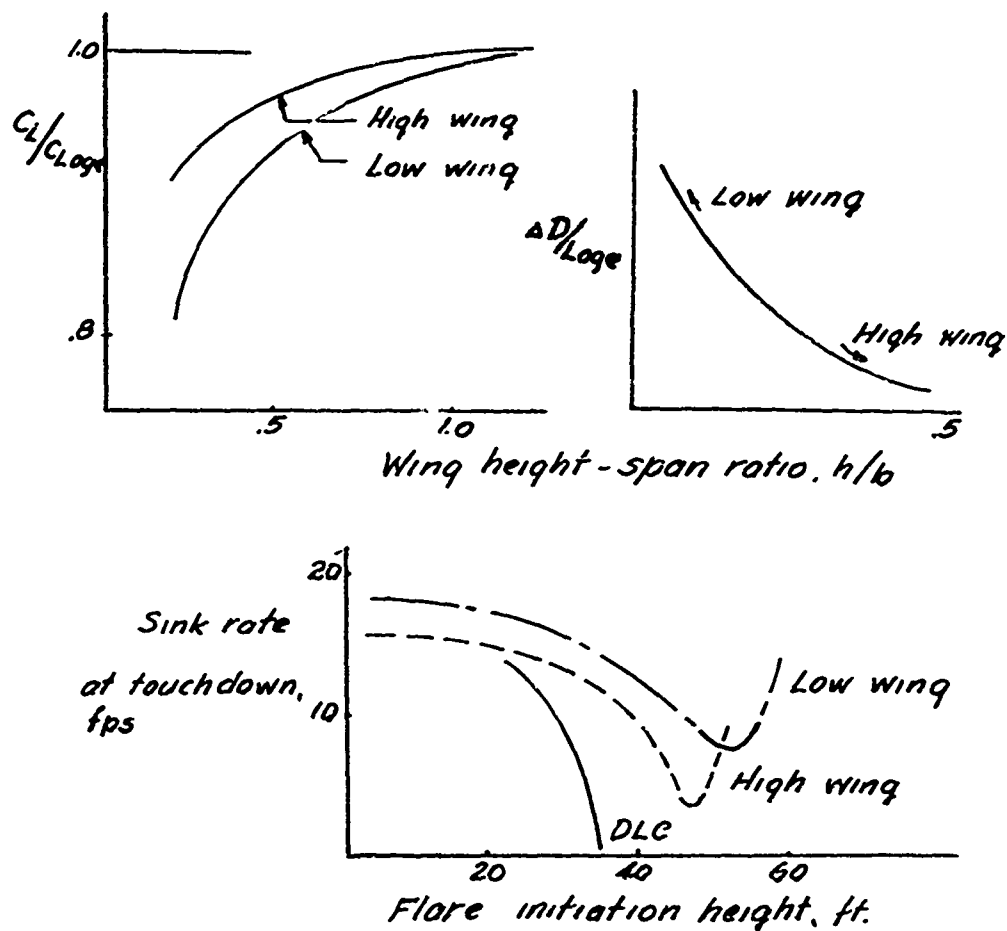 1.0
CL/CLoge
High wing
Low wing
.8
.5
1.0
ΔD/Loge
Low wing
High wing
.5
Wing height-span ratio, h/b
20
Sink rate
at touchdown,
fps
10
Low wing
High wing
DLC
20
40
60
Flare initiation height, ft.